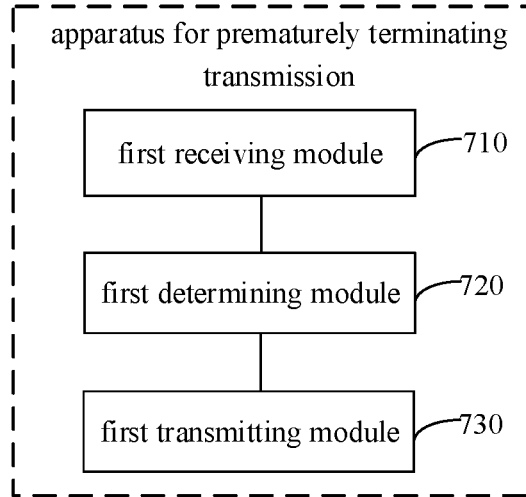 apparatus for prematurely terminating
transmission
first receiving module
710
first determining module
720
first transmitting module
730